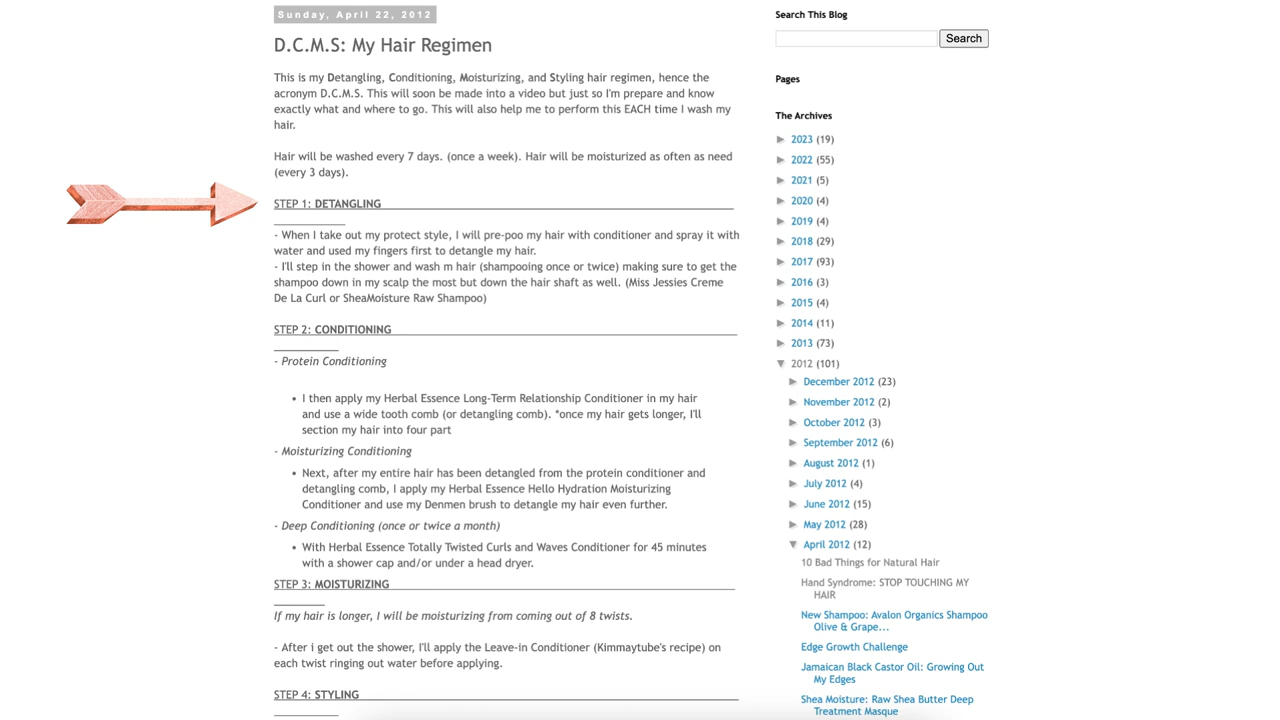 Sunday, April 22, 2012
D.C.M.S: My Hair Regimen
This is my Detangling, Conditioning, Moisturizing, and Styling hair regimen, hence the
acronym D.C.M.S. This will soon be made into a video but just so I'm prepare and know
exactly what and where to go. This will also help me to perform this EACH time I wash my
hair.
Hair will be washed every 7 days. (once a week). Hair will be moisturized as often as need
(every 3 days).
STEP 1: DETANGLING
- When I take out my protect style, I will pre-poo my hair with conditioner and spray it with
water and used my fingers first to detangle my hair.
- I'll step in the shower and wash m hair (shampooing once or twice) making sure to get the
shampoo down in my scalp the most but down the hair shaft as well. (Miss Jessies Creme
De La Curl or SheaMoisture Raw Shampoo)
STEP 2: CONDITIONING
- Protein Conditioning
• I then apply my Herbal Essence Long-Term Relationship Conditioner in my hair
and use a wide tooth comb (or detangling comb). *once my hair gets longer, I'll
section my hair into four part
- Moisturizing Conditioning
• Next, after my entire hair has been detangled from the protein conditioner and
detangling comb, I apply my Herbal Essence Hello Hydration Moisturizing
Conditioner and use my Denmen brush to detangle my hair even further.
- Deep Conditioning (once or twice a month)
• With Herbal Essence Totally Twisted Curls and Waves Conditioner for 45 minutes
with a shower cap and/or under a head dryer.
STEP 3: MOISTURIZING
If my hair is longer, I will be moisturizing from coming out of 8 twists.
- After i get out the shower, I'll apply the Leave-in Conditioner (Kimmaytube's recipe) on
each twist ringing out water before applying.
STEP 4: STYLING
Search This Blog
Search
Pages
The Archives
► 2023 (19)
► 2022 (55)
► 2021 (5)
► 2020 (4)
► 2019 (4)
► 2018 (29)
► 2017 (93)
► 2016 (3)
► 2015 (4)
► 2014 (11)
► 2013 (73)
▼ 2012 (101)
► December 2012 (23)
► November 2012 (2)
► October 2012 (3)
► September 2012 (6)
► August 2012 (1)
► July 2012 (4)
► June 2012 (15)
► May 2012 (28)
▼ April 2012 (12)
10 Bad Things for Natural Hair
Hand Syndrome: STOP TOUCHING MY
HAIR
New Shampoo: Avalon Organics Shampoo
Olive & Grape...
Edge Growth Challenge
Jamaican Black Castor Oil: Growing Out
My Edges
Shea Moisture: Raw Shea Butter Deep
Treatment Masque